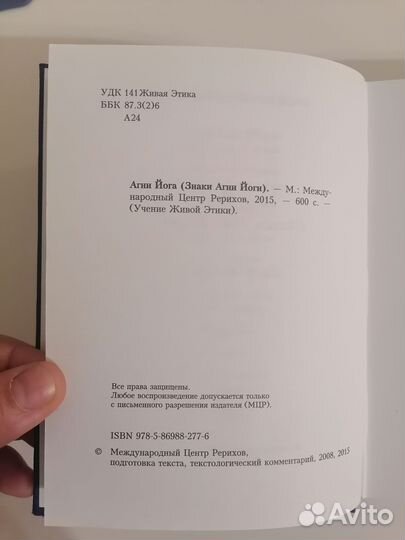 УДК 141 Живая Этика
ББК 87.3(2)6
А24
Агни Йога (Знаки Агни Йоги). — М.: Между-
народный Центр Рерихов, 2015, — 600 с. —
(Учение Живой Этики).
Все права защищены.
Любое воспроизведение допускается только
с письменного разрешения издателя (МЦР).
ISBN 978-5-86988-277-6
© Международный Центр Рерихов,
подготовка текста, текстологический комментарий, 2008, 2015
Avito